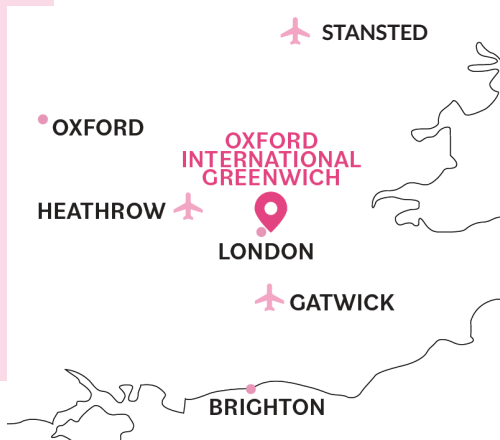 STANSTED
OXFORD
OXFORD
INTERNATIONAL
GREENWICH
HEATHROW
LONDON
GATWICK
BRIGHTON